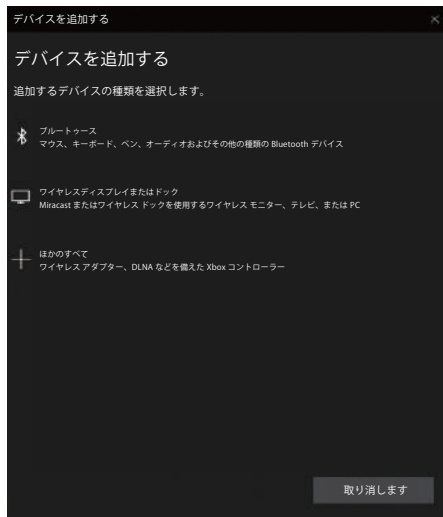 デバイスを追加する
デバイスを追加する
追加するデバイスの種類を選択します。
ブルートゥース
マウス、キーボード、ペン、オーディオおよびその他の種類の Bluetooth デバイス
ワイヤレスディスプレイまたはドック
Miracast またはワイヤレス ドックを使用するワイヤレス モニター、テレビ、または PC
ほかのすべて
ワイヤレス アダプター、DLNA などを備えた Xbox コントローラー
取り消します